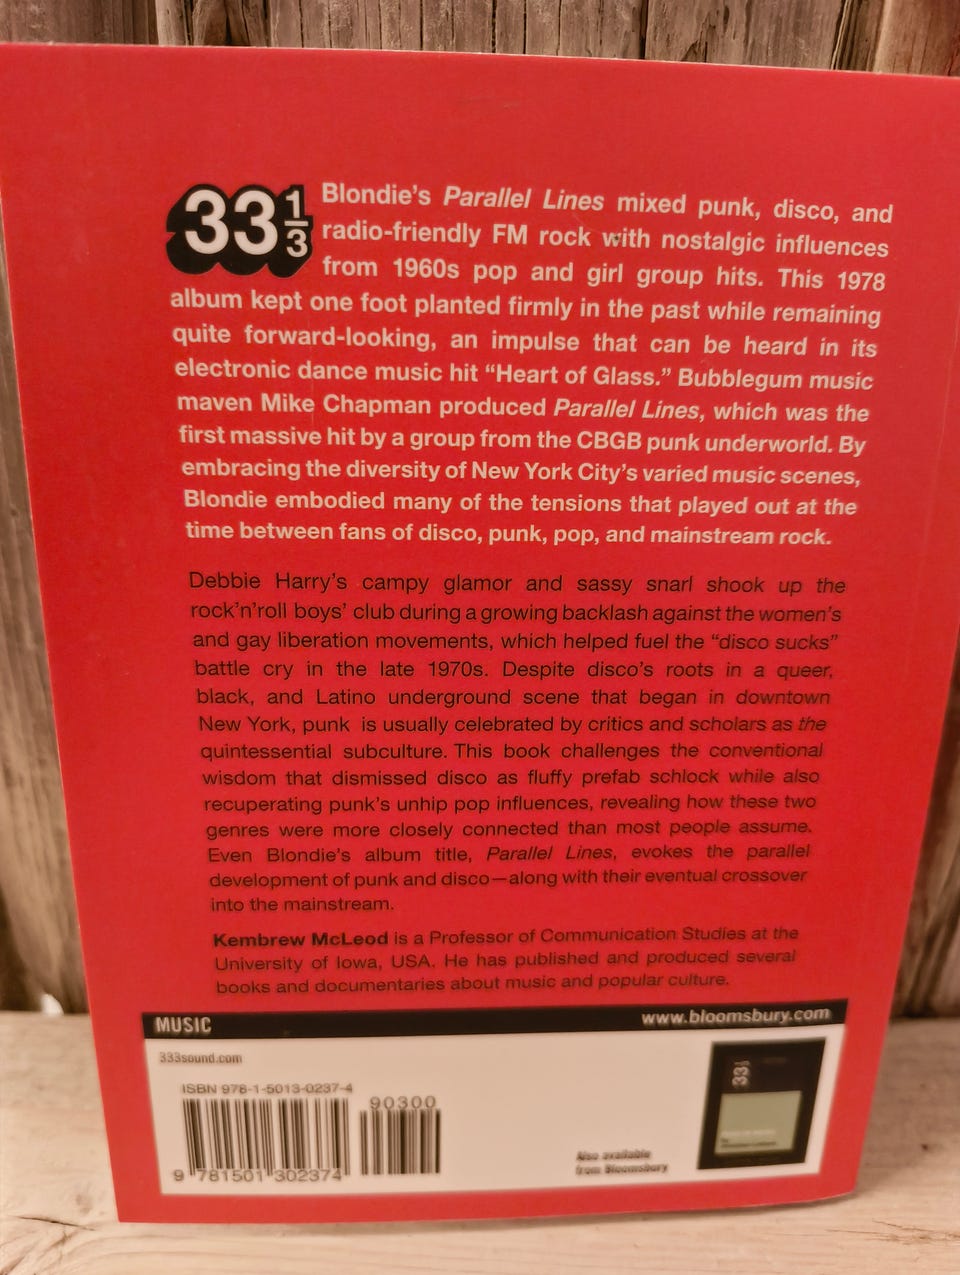 33 1/3
Blondie's Parallel Lines mixed punk, disco, and
radio-friendly FM rock with nostalgic influences
from 1960s pop and girl group hits. This 1978
album kept one foot planted firmly in the past while remaining
quite forward-looking, an impulse that can be heard in its
electronic dance music hit “Heart of Glass.” Bubblegum music
maven Mike Chapman produced Parallel Lines, which was the
first massive hit by a group from the CBGB punk underworld. By
embracing the diversity of New York City's varied music scenes,
Blondie embodied many of the tensions that played out at the
time between fans of disco, punk, pop, and mainstream rock.
Debbie Harry's campy glamor and sassy snarl shook up the
rock'n'roll boys' club during a growing backlash against the women's
and gay liberation movements, which helped fuel the “disco sucks”
battle cry in the late 1970s. Despite disco's roots in a queer,
black, and Latino underground scene that began in downtown
New York, punk is usually celebrated by critics and scholars as the
quintessential subculture. This book challenges the conventional
wisdom that dismissed disco as fluffy prefab schlock while also
recuperating punk's unhip pop influences, revealing how these two
genres were more closely connected than most people assume.
Even Blondie's album title, Parallel Lines, evokes the parallel
development of punk and disco—along with their eventual crossover
into the mainstream.
Kembrew McLeod is a Professor of Communication Studies at the
University of Iowa, USA. He has published and produced several
books and documentaries about music and popular culture.
MUSIC
www.bloomsbury.com
333sound.com
ISBN 978-1-5013-0237-4
90300
9 781501 302374
Also available
from Bloomsbury
33 1/3